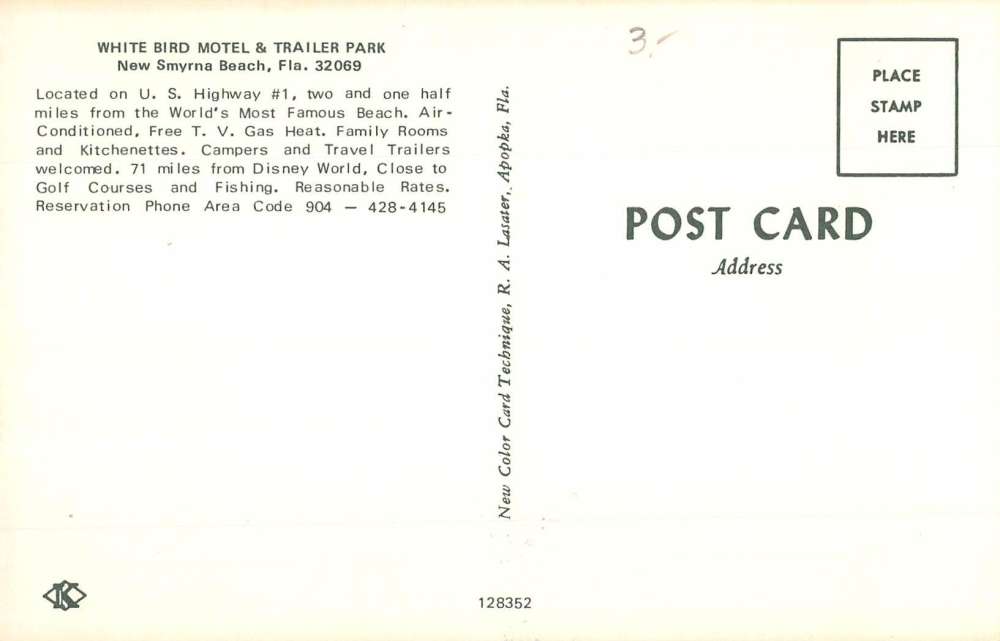 WHITE BIRD MOTEL & TRAILER PARK
New Smyrna Beach, Fla. 32069
Located on U. S. Highway #1, two and one half
miles from the World's Most Famous Beach. Air-
Conditioned, Free T. V. Gas Heat. Family Rooms
and Kitchenettes. Campers and Travel Trailers
welcomed. 71 miles from Disney World, Close to
Golf Courses and Fishing. Reasonable Rates.
Reservation Phone Area Code 904 — 428-4145
K
New Color Card Technique, R. A. Lasater, Apopka, Fla.
128352
3.-
PLACE
STAMP
HERE
POST CARD
Address